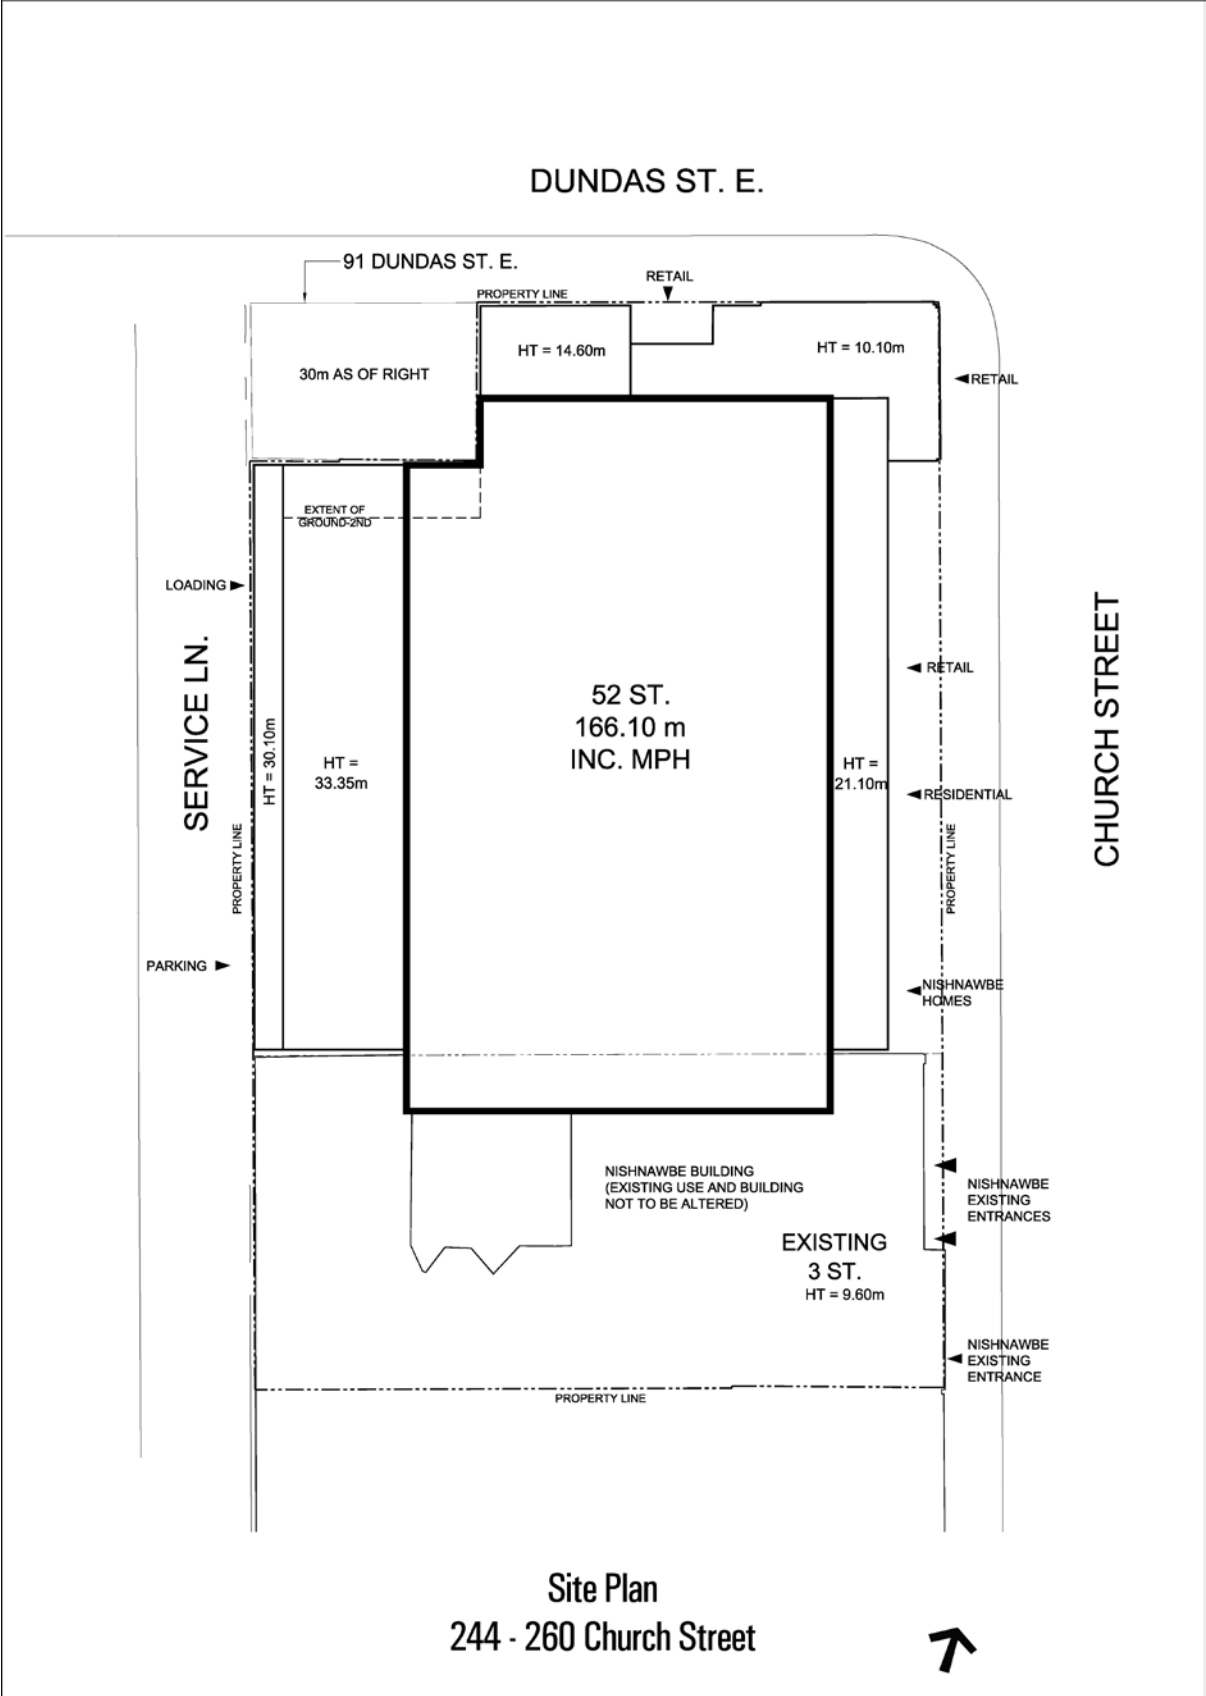 DUNDAS ST. E.
91 DUNDAS ST. E.
RETAIL
PROPERTY LINE
HT = 14.60m
HT = 10.10m
30m AS OF RIGHT
RETAIL
EXTENT OF
GROUND-2ND
LOADING
SERVICE LN.
HT = 30.10m
HT =
33.35m
52 ST.
166.10 m
INC. MPH
HT =
21.10m
RETAIL
RESIDENTIAL
CHURCH STREET
PROPERTY LINE
PROPERTY LINE
PARKING
NISHNAWBE
HOMES
NISHNAWBE BUILDING
(EXISTING USE AND BUILDING
NOT TO BE ALTERED)
NISHNAWBE
EXISTING
ENTRANCES
EXISTING
3 ST.
HT = 9.60m
NISHNAWBE
EXISTING
ENTRANCE
PROPERTY LINE
Site Plan
244 - 260 Church Street